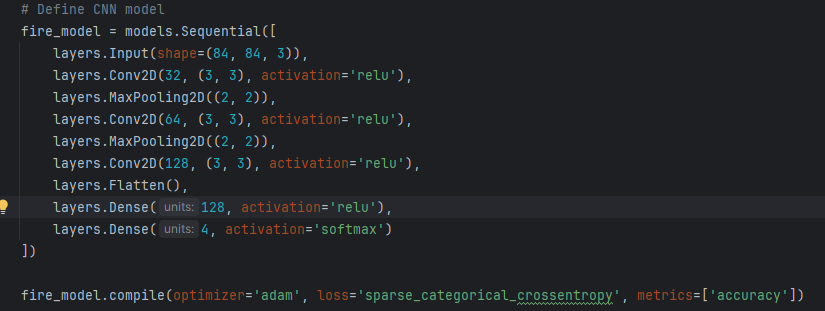 # Define CNN model
fire_model = models.Sequential([
    layers.Input(shape=(84, 84, 3)),
    layers.Conv2D(32, (3, 3), activation='relu'),
    layers.MaxPooling2D((2, 2)),
    layers.Conv2D(64, (3, 3), activation='relu'),
    layers.MaxPooling2D((2, 2)),
    layers.Conv2D(128, (3, 3), activation='relu'),
    layers.Flatten(),
    layers.Dense( units: 128, activation='relu'),
    layers.Dense( units: 4, activation='softmax')
])
fire_model.compile(optimizer='adam', loss='sparse_categorical_crossentropy', metrics=['accuracy'])